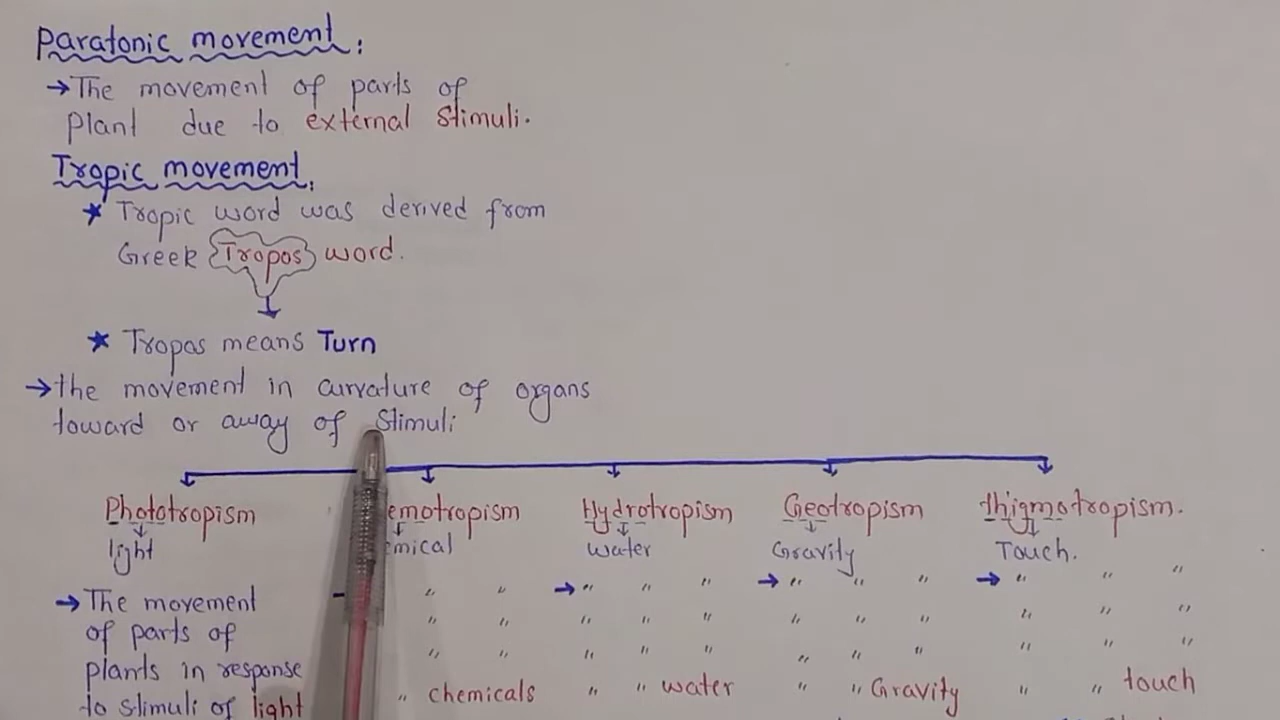 Paratonic movement:
→ The movement of parts of
plant due to external stimuli.
Tropic movement:
★ Tropic word was derived from
Greek Tropos word.
★ Tropos means Turn
→ the movement in curvature of organs
toward or away of Stimuli
Phototropism emotropism Hydrotropism Geotropism thigmotropism.
light emical Water Gravity Touch.
→ The movement " " → " " " → " " " → " " "
of parts of " " " " " " " " " " "
plants in response " " " " " " " " " " "
to stimuli of light " chemicals " " water " " Gravity " " touch